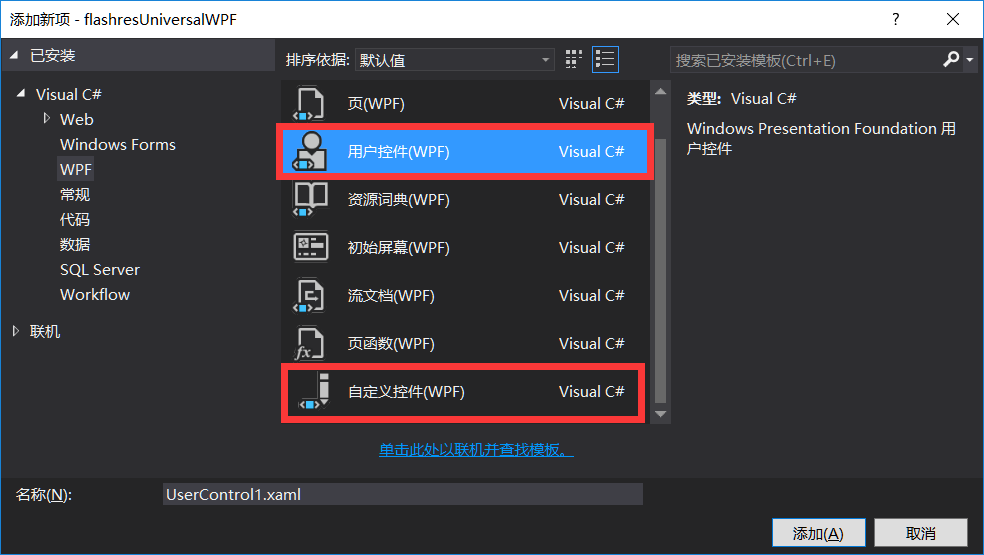 添加新项 - flashresUniversalWPF
?
已安装
Visual C#
Web
Windows Forms
WPF
常规
代码
数据
SQL Server
Workflow
联机
排序依据: 默认值
页(WPF) Visual C#
用户控件(WPF) Visual C#
资源词典(WPF) Visual C#
初始屏幕(WPF) Visual C#
流文档(WPF) Visual C#
fx 页函数(WPF) Visual C#
自定义控件(WPF) Visual C#
单击此处以联机并查找模板。
搜索已安装模板(Ctrl+E)
类型: Visual C#
Windows Presentation Foundation 用
户控件
名称(N): UserControl1.xaml
添加(A) 取消